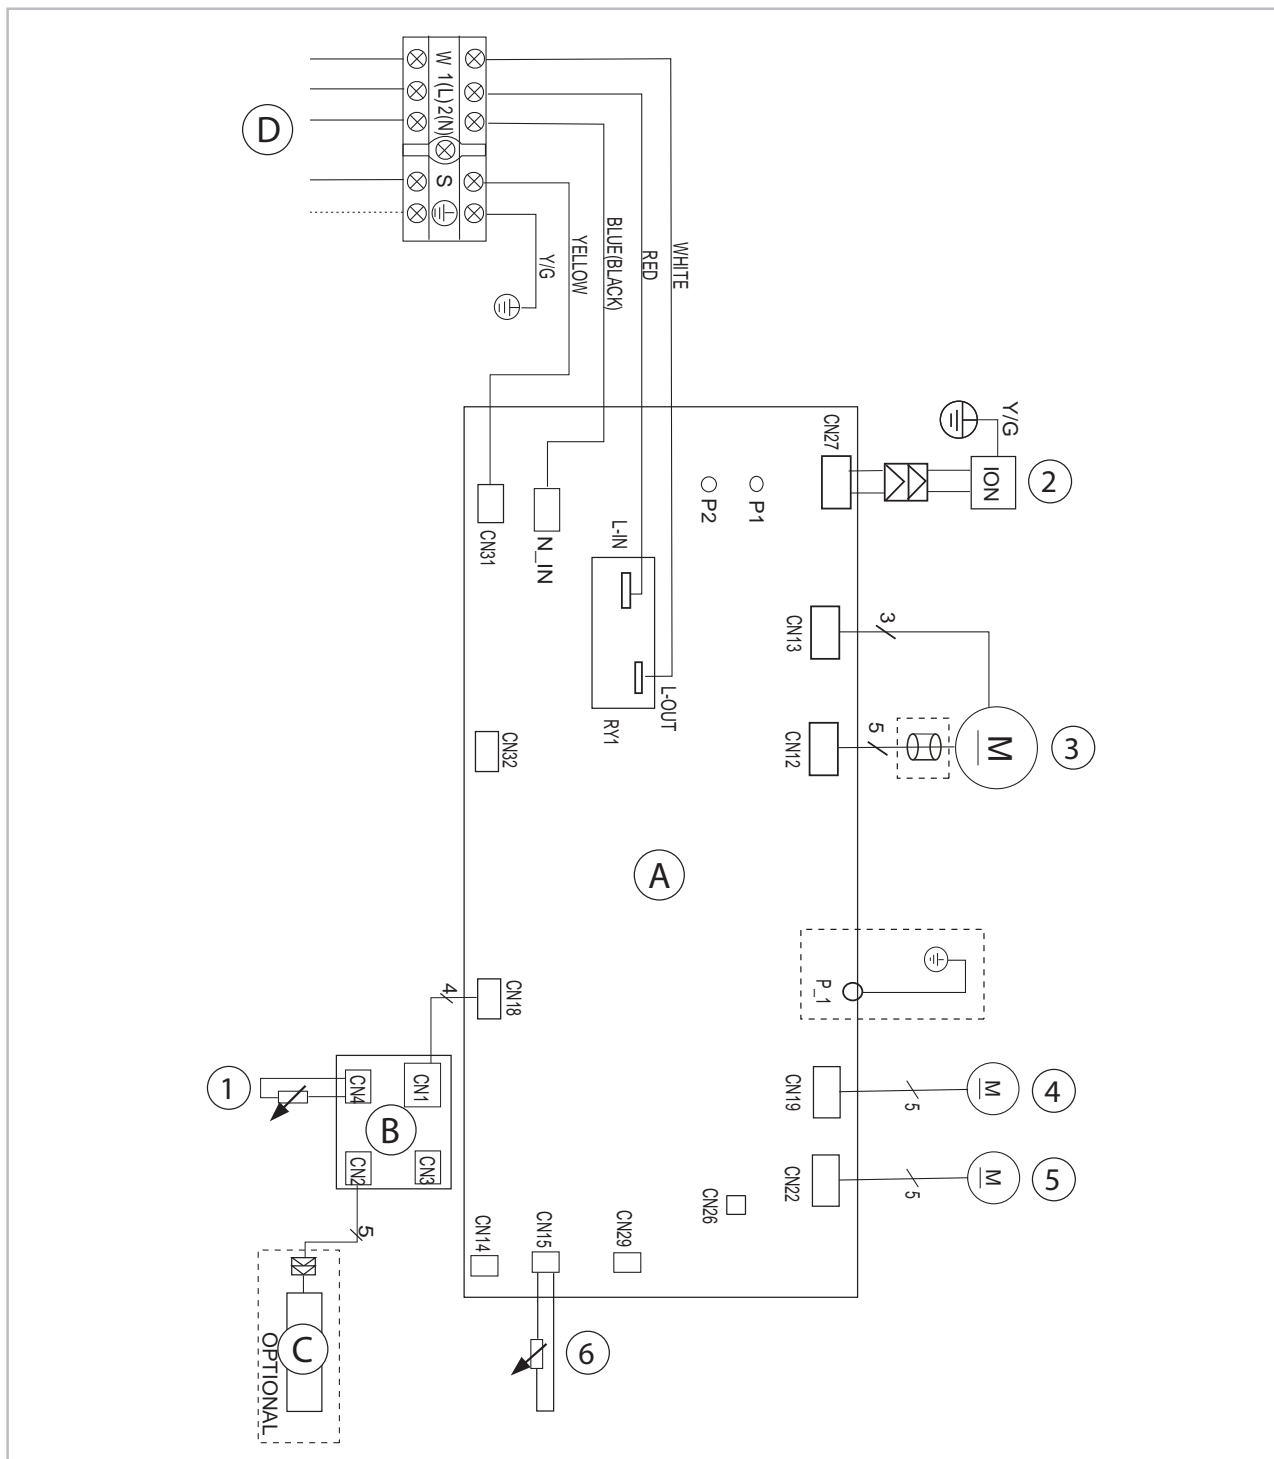 W 1(L) 2(N)
S
D
Y/G
YELLOW
BLUE(BLACK)
RED
WHITE
Y/G
CN27
ION
2
P1
P2
L-IN
N_IN
CN31
CN13
3
L-OUT
RY1
CN32
CN12
5
M
3
A
P_1
CN18
4
1
CN4
CN1
B
CN2
CN3
CN19
5
M
4
CN22
5
M
5
CN26
CN29
CN15
CN14
5
6
C
OPTIONAL